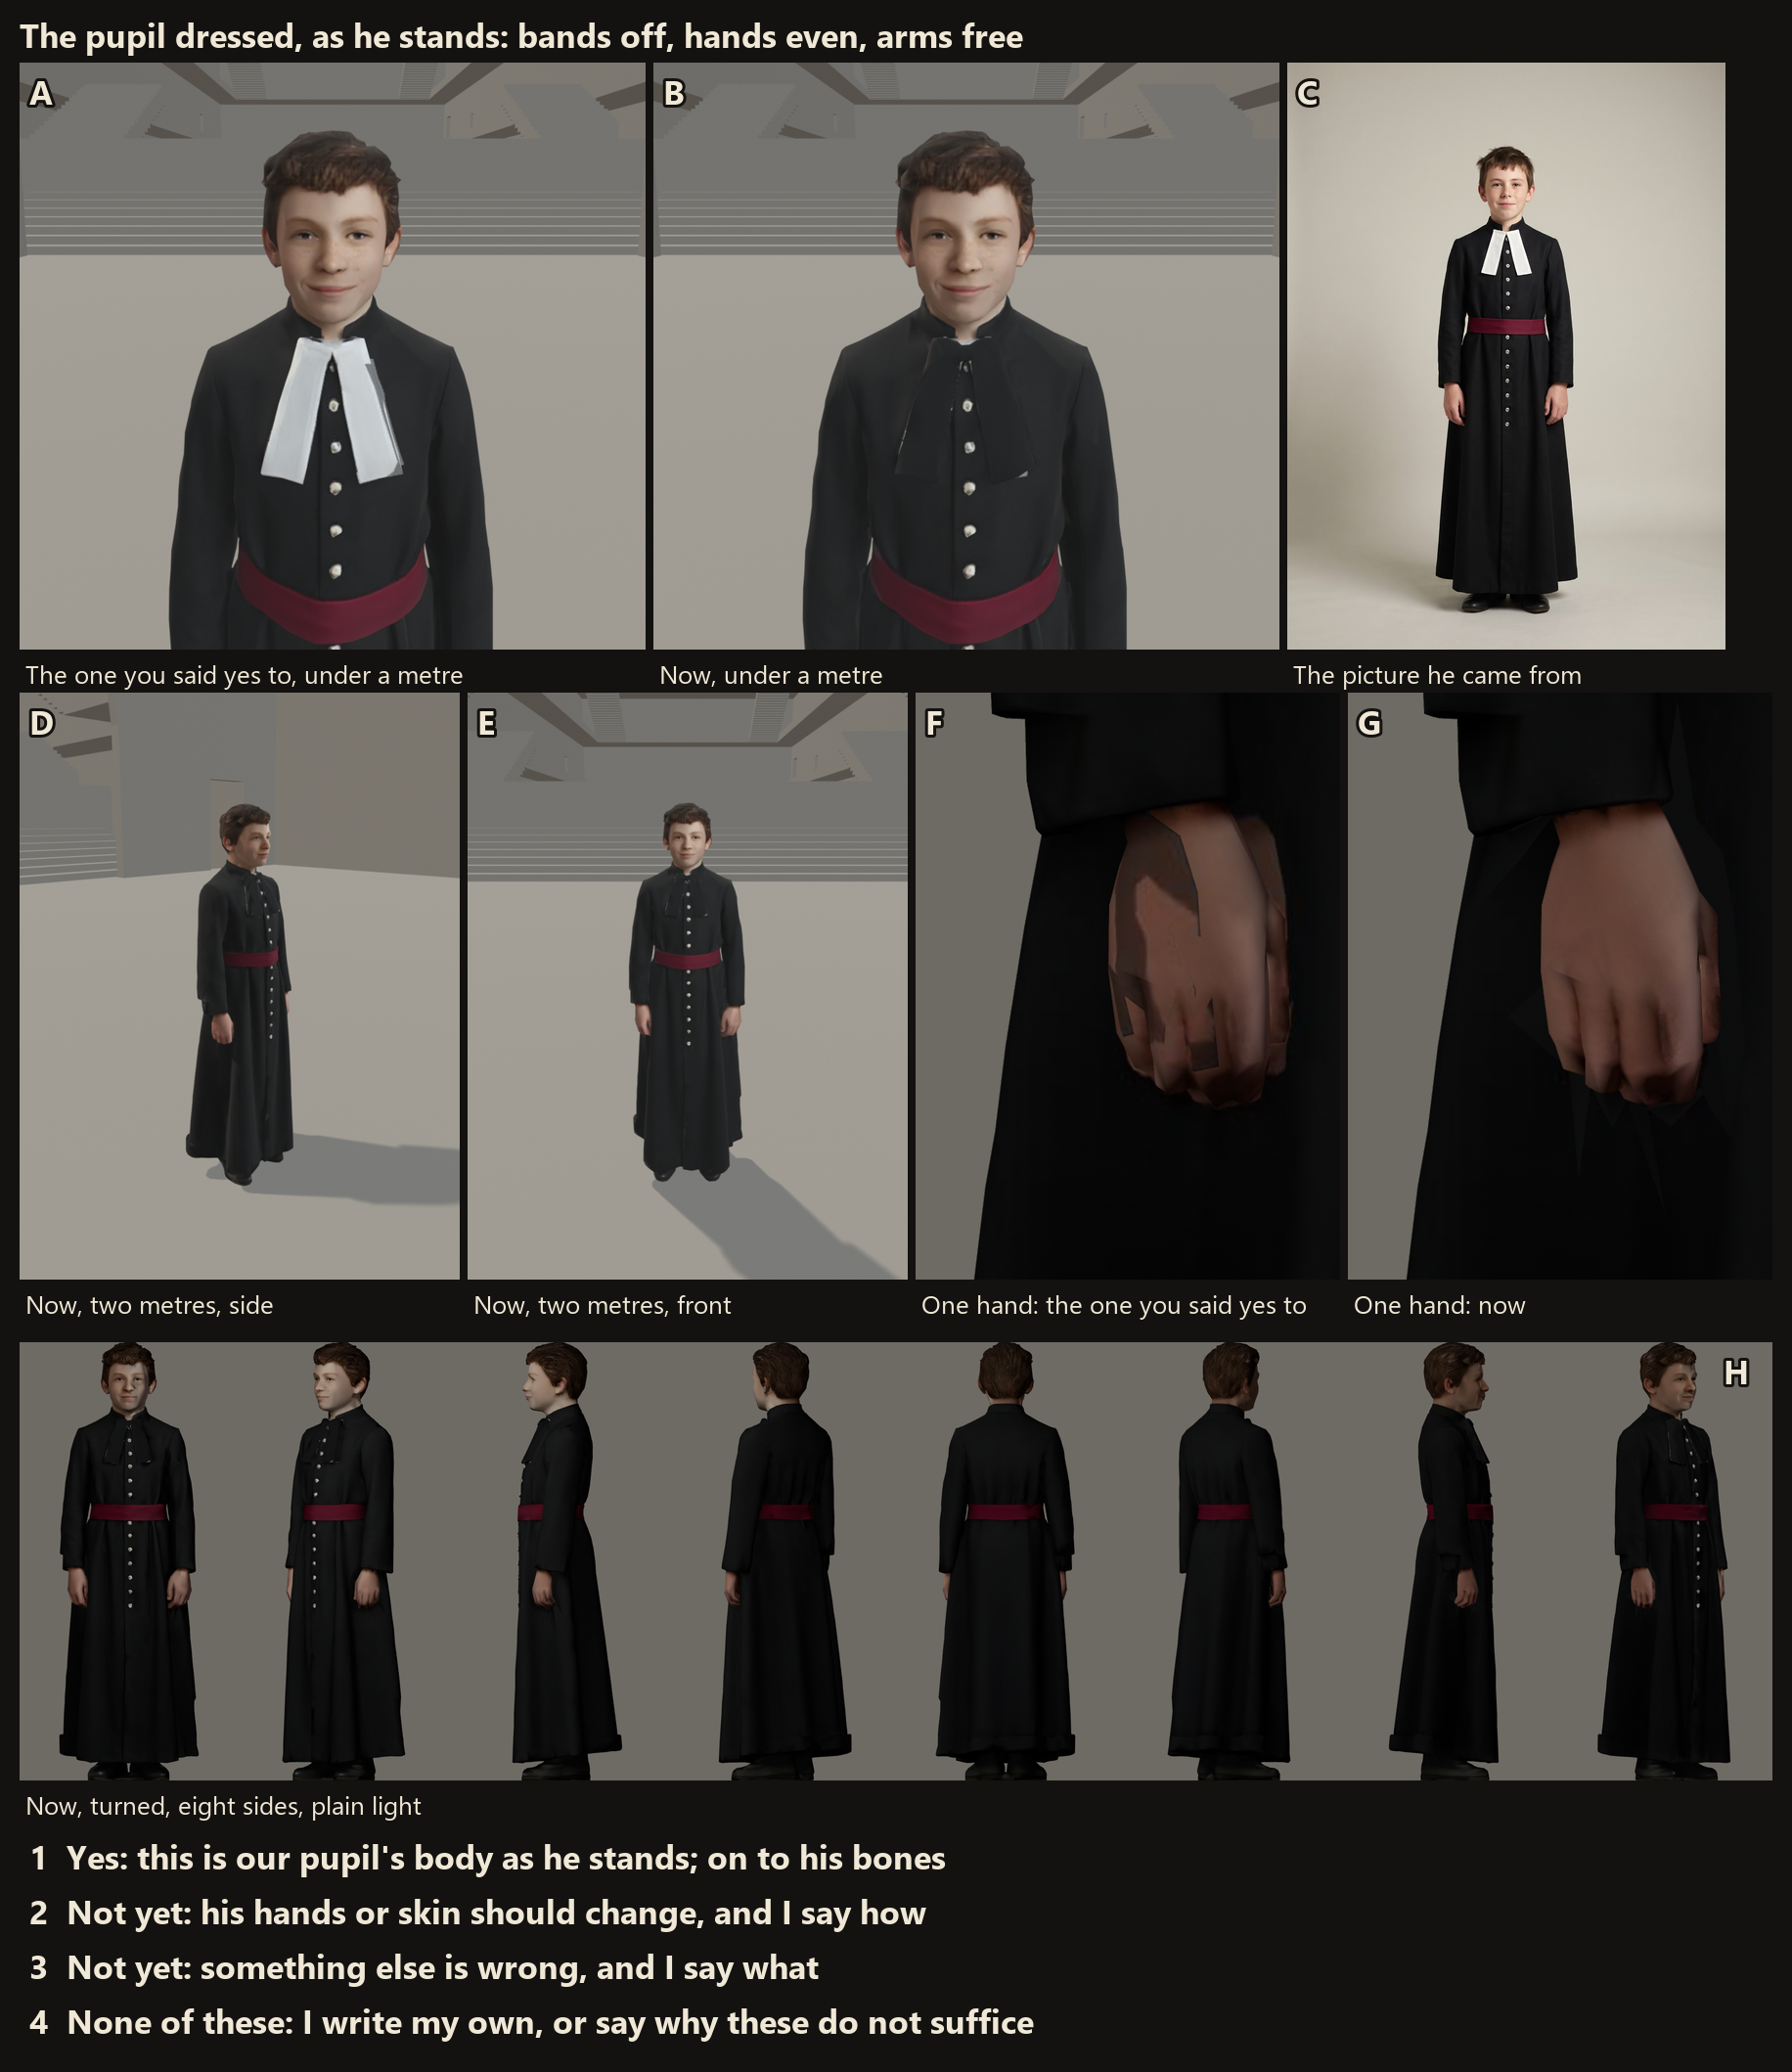 The pupil dressed, as he stands: bands off, hands even, arms free
A
B
C
The one you said yes to, under a metre
Now, under a metre
The picture he came from
D
E
F
G
Now, two metres, side
Now, two metres, front
One hand: the one you said yes to
One hand: now
H
Now, turned, eight sides, plain light
1 Yes: this is our pupil's body as he stands; on to his bones
2 Not yet: his hands or skin should change, and I say how
3 Not yet: something else is wrong, and I say what
4 None of these: I write my own, or say why these do not suffice